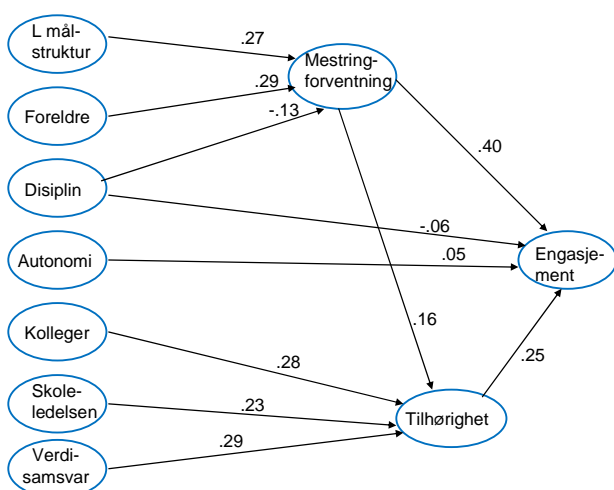 L mål-
struktur
.27
Mestring-
forventning
Foreldre
.29
-.13
.40
Disiplin
-.06
Autonomi
.05
Engasje-
ment
Kolleger
.16
.28
.25
Skole-
ledelsen
.23
Tilhørighet
Verdi-
samsvar
.29